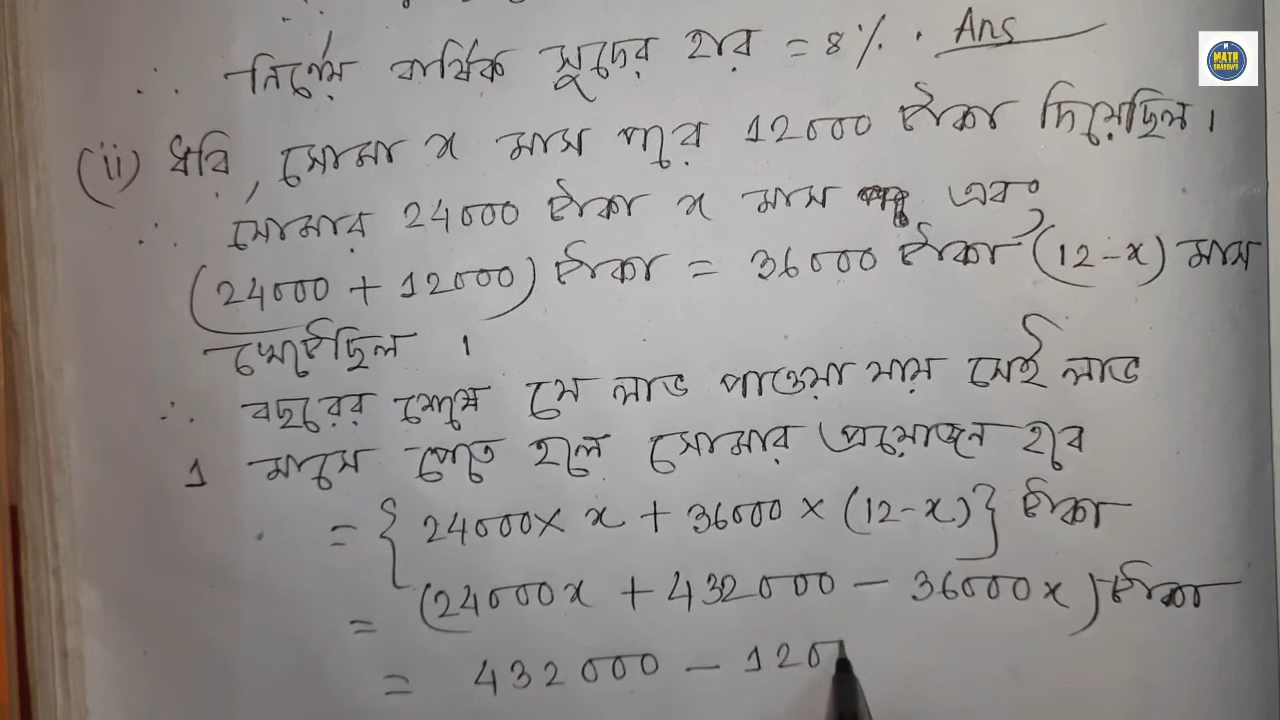 ∴ নির্ণেয় বার্ষিক সুদের হার = 8%. Ans
(ii) ধরি, সোমা x মাস পরে 12000 টাকা দিয়েছিল।
∴ সোমার 24000 টাকা x মাস এবং
(24000 + 12000) টাকা = 36000 টাকা (12-x) মাস
খেটেছিল ।
∴ বছরের শেষে যে লাভ পাওয়া যায় সেই লাভ
1 মাসে পেতে হলে সোমার প্রয়োজন হবে
= {24000 × x + 36000 × (12-x)} টাকা
= (24000x + 432000 - 36000x) টাকা
= 432000 - 120
M
MATH